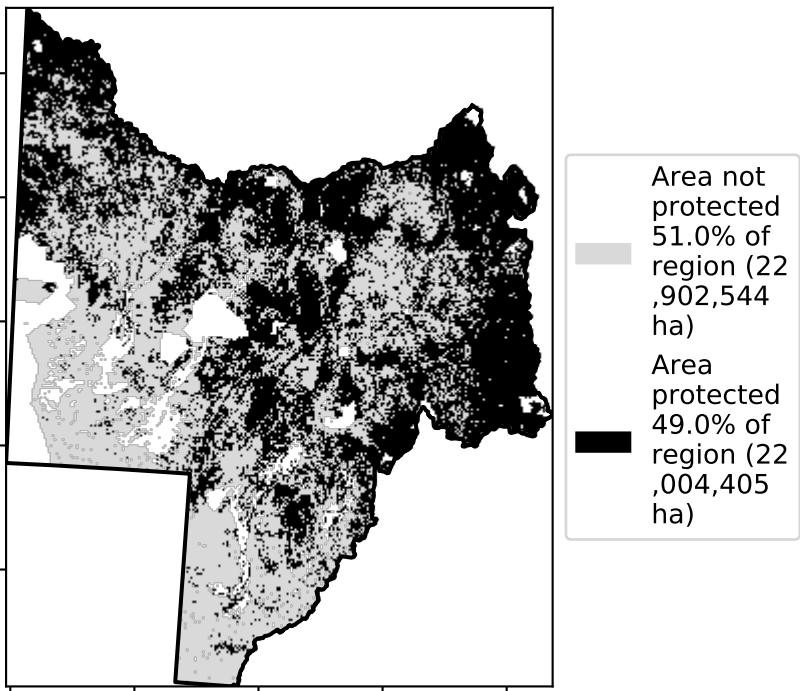 Area not
protected
51.0% of
region (22
,902,544
ha)
Area
protected
49.0% of
region (22
,004,405
ha)